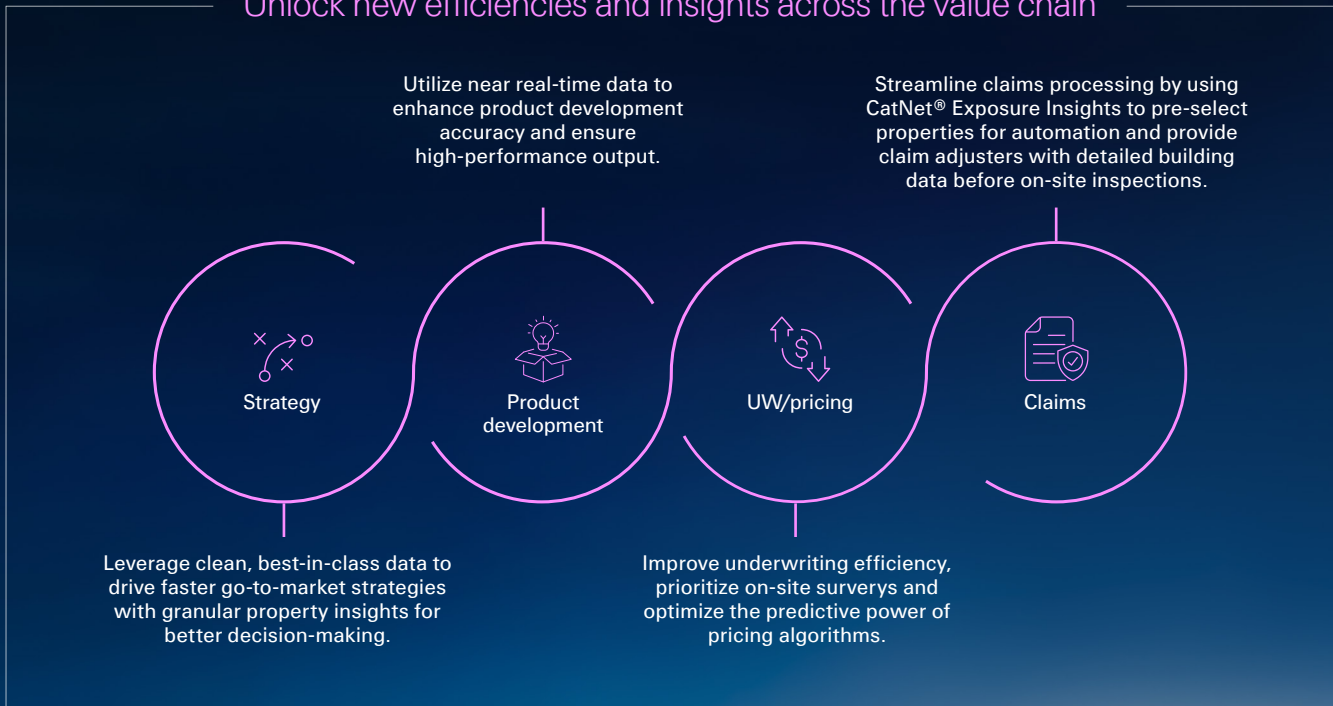 Unlock new efficiencies and insights across the value chain
Utilize near real-time data to
enhance product development
accuracy and ensure
high-performance output.
Streamline claims processing by using
CatNet® Exposure Insights to pre-select
properties for automation and provide
claim adjusters with detailed building
data before on-site inspections.
Strategy
Product
development
UW/pricing
Claims
Leverage clean, best-in-class data to
drive faster go-to-market strategies
with granular property insights for
better decision-making.
Improve underwriting efficiency,
prioritize on-site surverys and
optimize the predictive power of
pricing algorithms.